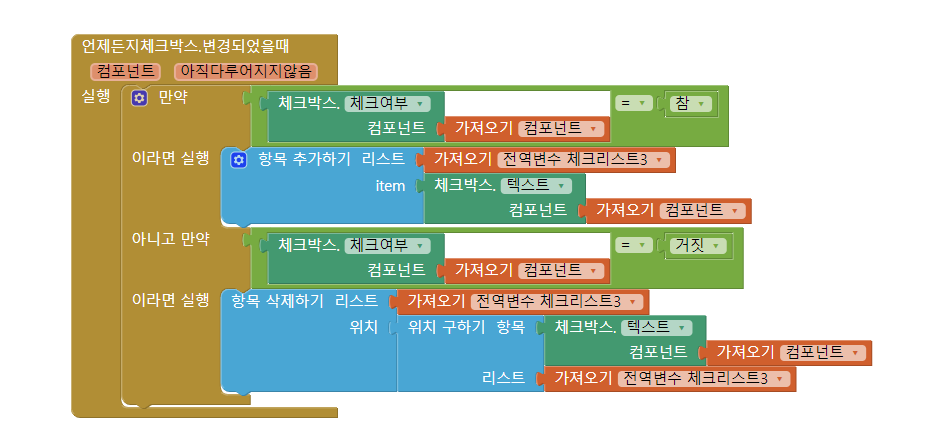 언제든지체크박스.변경되었을때
컴포넌트 아직다루어지지않음
실행 만약 체크박스. 체크여부 = 참
컴포넌트 가져오기 컴포넌트
이라면 실행 항목 추가하기 리스트 가져오기 전역변수 체크리스트3
item 체크박스. 텍스트
컴포넌트 가져오기 컴포넌트
아니고 만약 체크박스. 체크여부 = 거짓
컴포넌트 가져오기 컴포넌트
이라면 실행 항목 삭제하기 리스트 가져오기 전역변수 체크리스트3
위치 위치 구하기 항목 체크박스. 텍스트
컴포넌트 가져오기 컴포넌트
리스트 가져오기 전역변수 체크리스트3